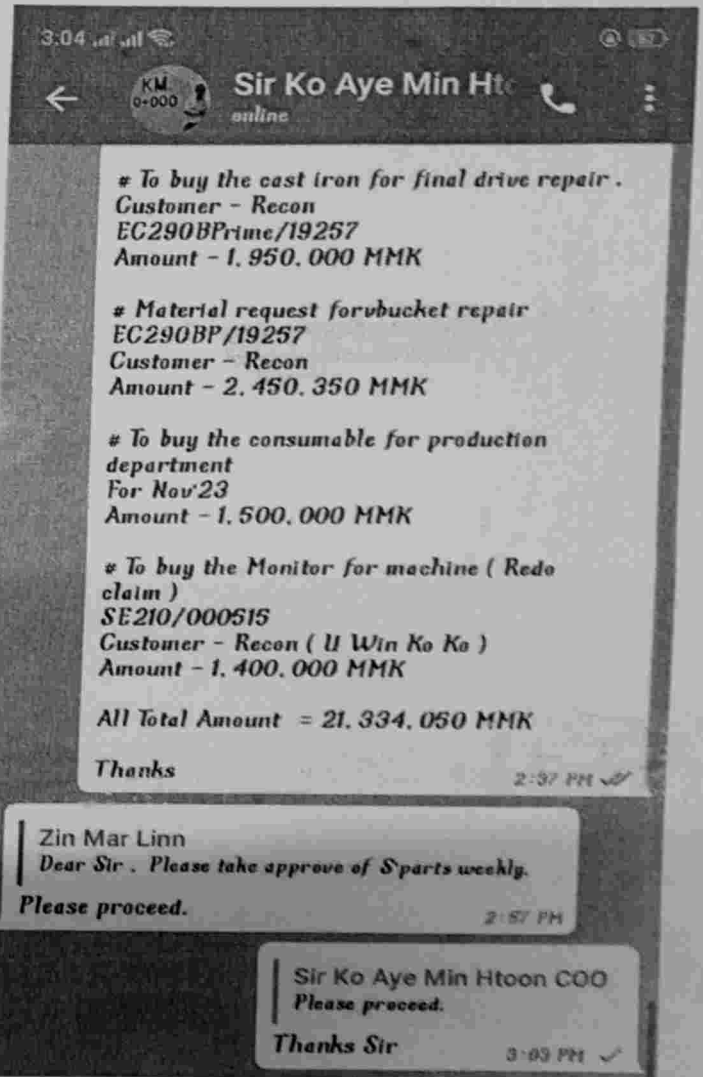 3:04
Sir Ko Aye Min Hto
KM
0+000
online
# To buy the cast iron for final drive repair .
Customer - Recon
EC290BPrime/19257
Amount - 1, 950, 000 MMK
# Material request forvbucket repair
EC290BP/19257
Customer - Recon
Amount - 2, 450, 350 MMK
# To buy the consumable for production
department
For Nov'23
Amount - 1, 500, 000 MMK
# To buy the Monitor for machine ( Redo
claim )
SE210/000515
Customer - Recon ( U Win Ko Ko )
Amount - 1, 400, 000 MMK
All Total Amount = 21, 334, 050 MMK
Thanks
2:37 PM
Zin Mar Linn
Dear Sir . Please take approve of S'parts weekly.
Please proceed.
2:57 PM
Sir Ko Aye Min Htoon COO
Please proceed.
Thanks Sir
3:03 PM